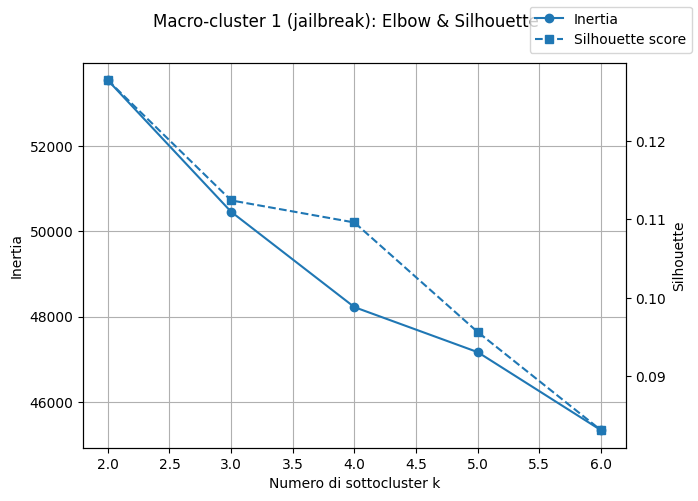 Macro-cluster 1 (jailbreak): Elbow & Silhouette
Inertia
Silhouette score
52000
50000
48000
46000
Inertia
0.12
0.11
0.10
0.09
Silhouette
2.0 2.5 3.0 3.5 4.0 4.5 5.0 5.5 6.0
Numero di sottocluster k